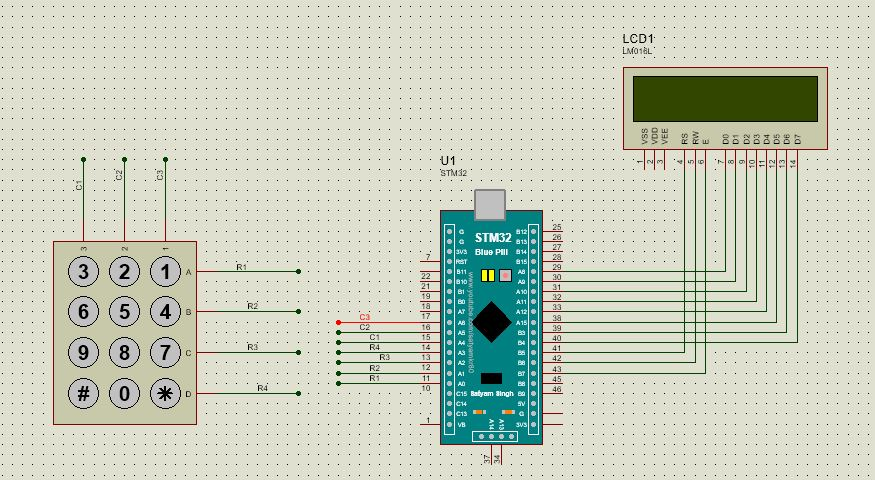 LCD1
LM016L
VSS VDD VEE RS RW E D0 D1 D2 D3 D4 D5 D6 D7
1 2 3 4 5 6 7 8 9 10 11 12 13 14
C1 C2 C3
3 2 1
3 2 1 A R1
6 5 4 B R2
9 8 7 C R3
# 0 * D R4
U1
STM32
STM32
Blue Pill
Satyam Singh
C3
C2
C1
R4
R3
R2
R1
7
22
21
19
18
17
16
15
14
13
12
11
10
1
G
G
3V3
RST
B11
B10
B1
B0
A7
A6
A5
A4
A3
A2
A1
A0
C15
C14
C13
VB
B12
B13
B14
B15
A8
A9
A10
A11
A12
A15
B3
B4
B5
B6
B7
B8
B9
5V
G
3V3
25
26
27
28
29
30
31
32
33
38
39
40
41
42
43
45
46
A14 A13
37 34